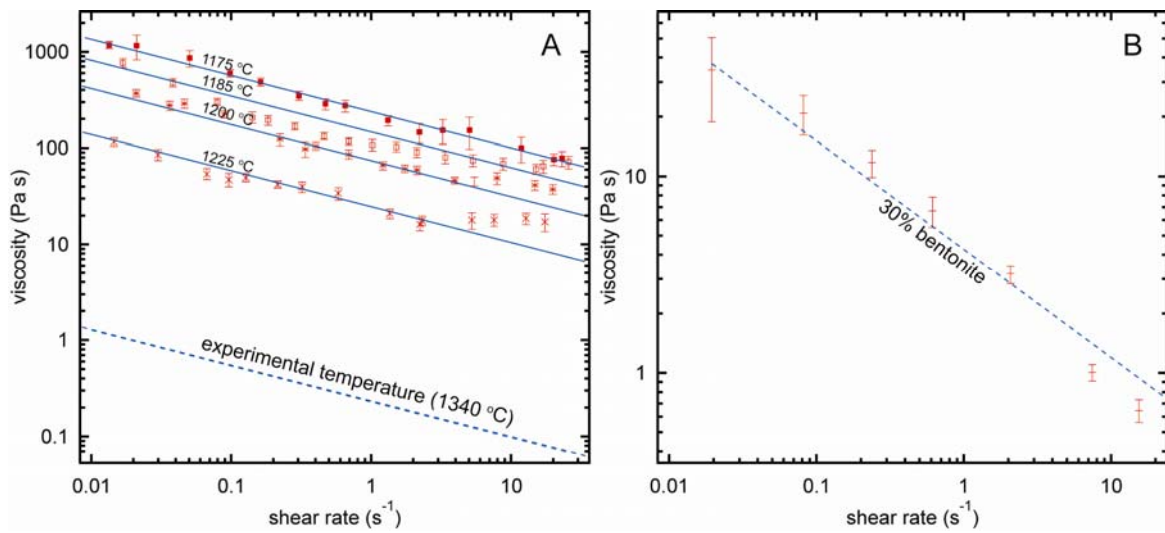 A
1000
100
10
1
0.1
viscosity (Pa s)
1175 °C
1185 °C
1200 °C
1225 °C
experimental temperature (1340 °C)
0.01
0.1
1
10
shear rate (s⁻¹)
B
10
1
viscosity (Pa s)
30% bentonite
0.01
0.1
1
10
shear rate (s⁻¹)